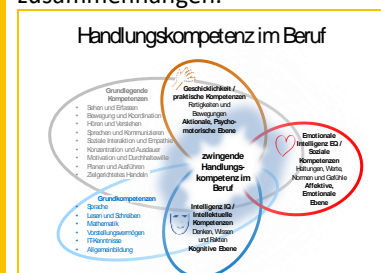 zusammenhängen.
Handlungskompetenz im Beruf
Geschicklichkeit /
praktische Kompetenzen
Fertigkeiten und
Bewegungen
Aktionale, Psycho-
motorische Ebene
Grundlegende
Kompetenzen
• Sehen und Erfassen
• Bewegung und Koordination
• Hören und Verstehen
• Sprechen und Kommunizieren
• Soziale Interaktion und Empathie
• Konzentration und Ausdauer
• Motivation und Durchhaltewille
• Planen und Ausführen
• Zielgerichtetes Handeln
Emotionale
Intelligenz EQ /
Soziale
Kompetenzen
Haltungen, Werte,
Normen und Gefühle
Affektive,
Emotionale
Ebene
zwingende
Handlungs-
kompetenz im
Beruf
Grundkompetenzen
• Sprache
• Lesen und Schreiben
• Mathematik
• Vorstellungsvermögen
• IT-Kenntnisse
• Allgemeinbildung
Intelligenz IQ /
Intellektuelle
Kompetenzen
Denken, Wissen
und Fakten
Kognitive Ebene